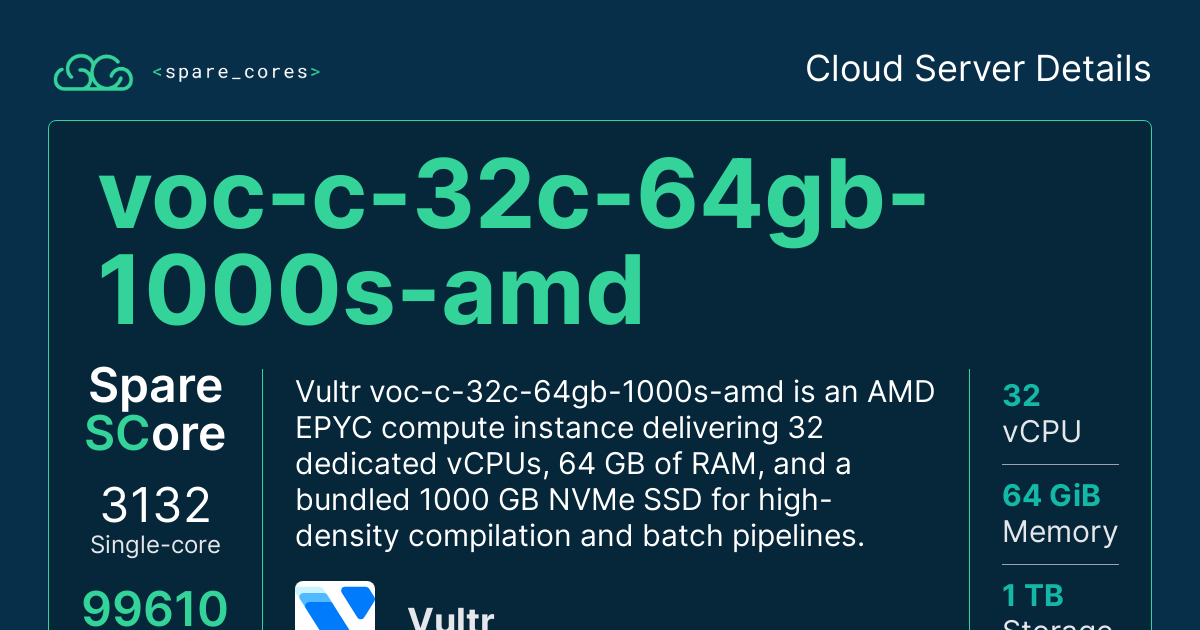 <spare_cores>
Cloud Server Details
voc-c-32c-64gb-
1000s-amd
Spare
SCore
3132
Single-core
99610
Vultr voc-c-32c-64gb-1000s-amd is an AMD
EPYC compute instance delivering 32
dedicated vCPUs, 64 GB of RAM, and a
bundled 1000 GB NVMe SSD for high-
density compilation and batch pipelines.
Vultr
32
vCPU
64 GiB
Memory
1 TB
Storage